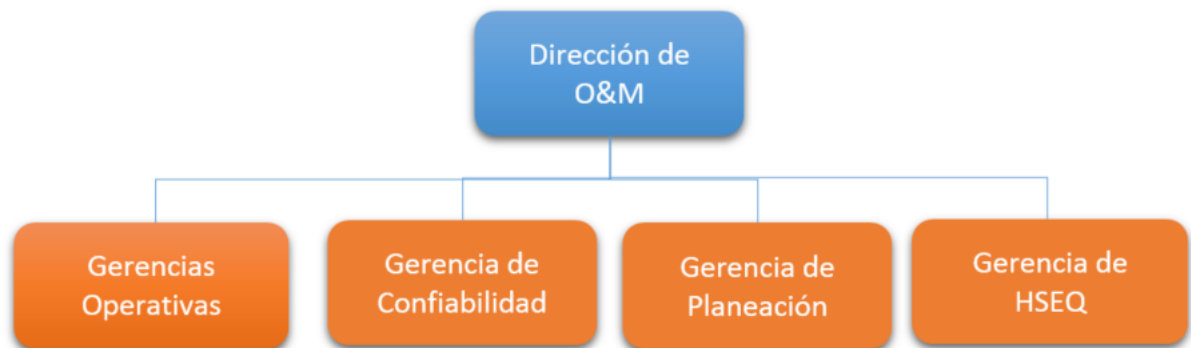 Dirección de
O&M
Gerencias
Operativas
Gerencia de
Confiabilidad
Gerencia de
Planeación
Gerencia de
HSEQ